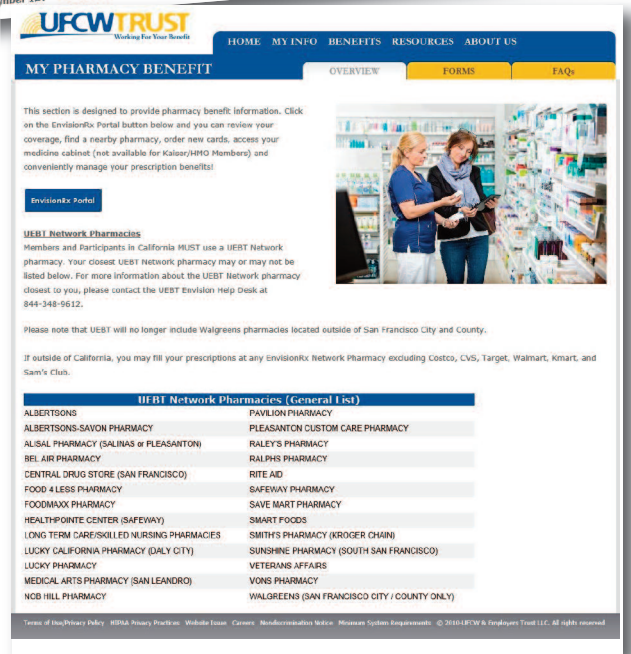 UFCWTRUST
Working For Your Benefit
HOME MY INFO BENEFITS RESOURCES ABOUT US
MY PHARMACY BENEFIT
OVERVIEW FORMS FAQs
This section is designed to provide pharmacy benefit information. Click
on the EnvisionRx Portal button below and you can review your
coverage, find a nearby pharmacy, order new cards, access your
medicine cabinet (not available for Kaiser/HMO Members) and
conveniently manage your prescription benefits!
EnvisionRx Portal
UEBT Network Pharmacies
Members and Participants in California MUST use a UEBT Network
pharmacy. Your closest UEBT Network pharmacy may or may not be
listed below. For more information about the UEBT Network pharmacy
closest to you, please contact the UEBT Envision Help Desk at
844-348-9612.
Please note that UEBT will no longer include Walgreens pharmacies located outside of San Francisco City and County.
If outside of California, you may fill your prescriptions at any EnvisionRx Network Pharmacy excluding Costco, CVS, Target, Walmart, Kmart, and
Sam's Club.
UEBT Network Pharmacies (General List)
ALBERTSONS PAVILION PHARMACY
ALBERTSONS-SAVON PHARMACY PLEASANTON CUSTOM CARE PHARMACY
ALISAL PHARMACY (SALINAS or PLEASANTON) RALEY'S PHARMACY
BEL AIR PHARMACY RALPHS PHARMACY
CENTRAL DRUG STORE (SAN FRANCISCO) RITE AID
FOOD 4 LESS PHARMACY SAFEWAY PHARMACY
FOODMAXX PHARMACY SAVE MART PHARMACY
HEALTHPOINTE CENTER (SAFEWAY) SMART FOODS
LONG TERM CARE/SKILLED NURSING PHARMACIES SMITH'S PHARMACY (KROGER CHAIN)
LUCKY CALIFORNIA PHARMACY (DALY CITY) SUNSHINE PHARMACY (SOUTH SAN FRANCISCO)
LUCKY PHARMACY VETERANS AFFAIRS
MEDICAL ARTS PHARMACY (SAN LEANDRO) VONS PHARMACY
NOB HILL PHARMACY WALGREENS (SAN FRANCISCO CITY / COUNTY ONLY)
Terms of Use/Privacy Policy HIPAA Privacy Practices Website Issue Careers Nondiscrimination Notice Minimum System Requirements © 2010-UFCW & Employers Trust LLC. All rights reserved